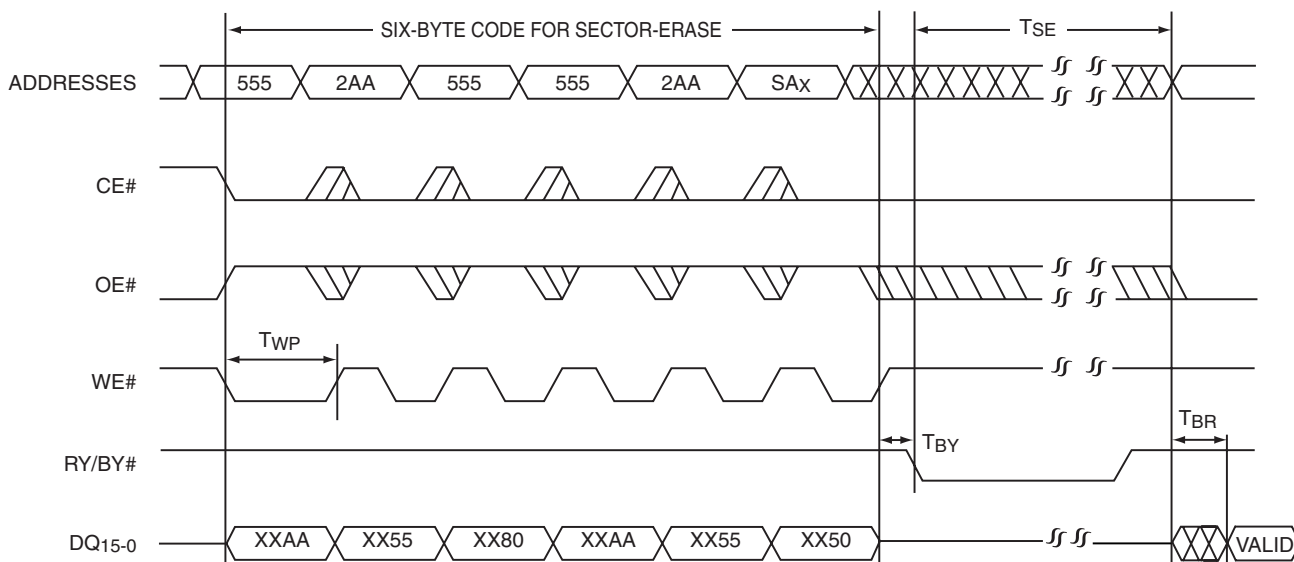 SIX-BYTE CODE FOR SECTOR-ERASE TSE
ADDRESSES 555 2AA 555 555 2AA SAX
CE#
OE#
TWP
WE#
TBR
TBY
RY/BY#
DQ15-0 XXAA XX55 XX80 XXAA XX55 XX50 VALID